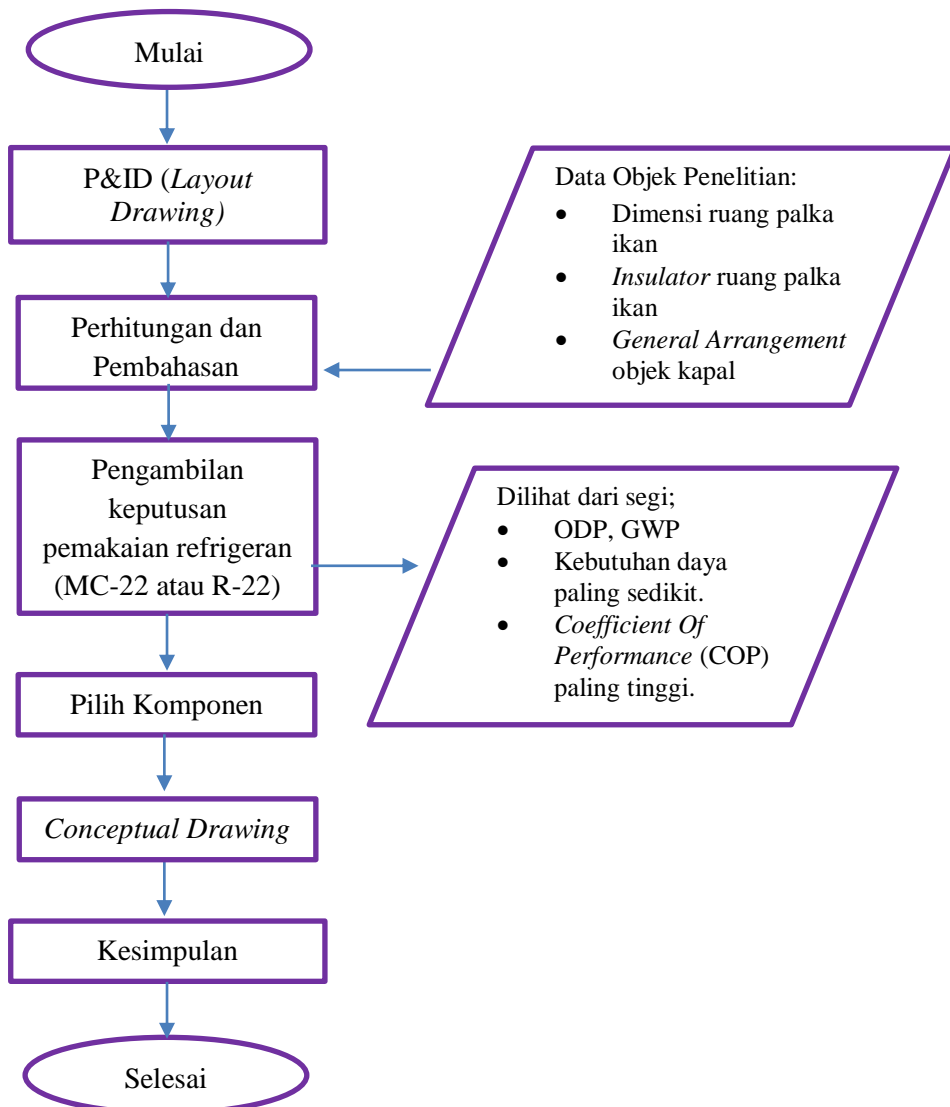 Mulai
P&ID (Layout
Drawing)
Data Objek Penelitian:
• Dimensi ruang palka
ikan
• Insulator ruang palka
ikan
• General Arrangement
objek kapal
Perhitungan dan
Pembahasan
Pengambilan
keputusan
pemakaian refrigeran
(MC-22 atau R-22)
Dilihat dari segi;
• ODP, GWP
• Kebutuhan daya
paling sedikit.
• Coefficient Of
Performance (COP)
paling tinggi.
Pilih Komponen
Conceptual Drawing
Kesimpulan
Selesai